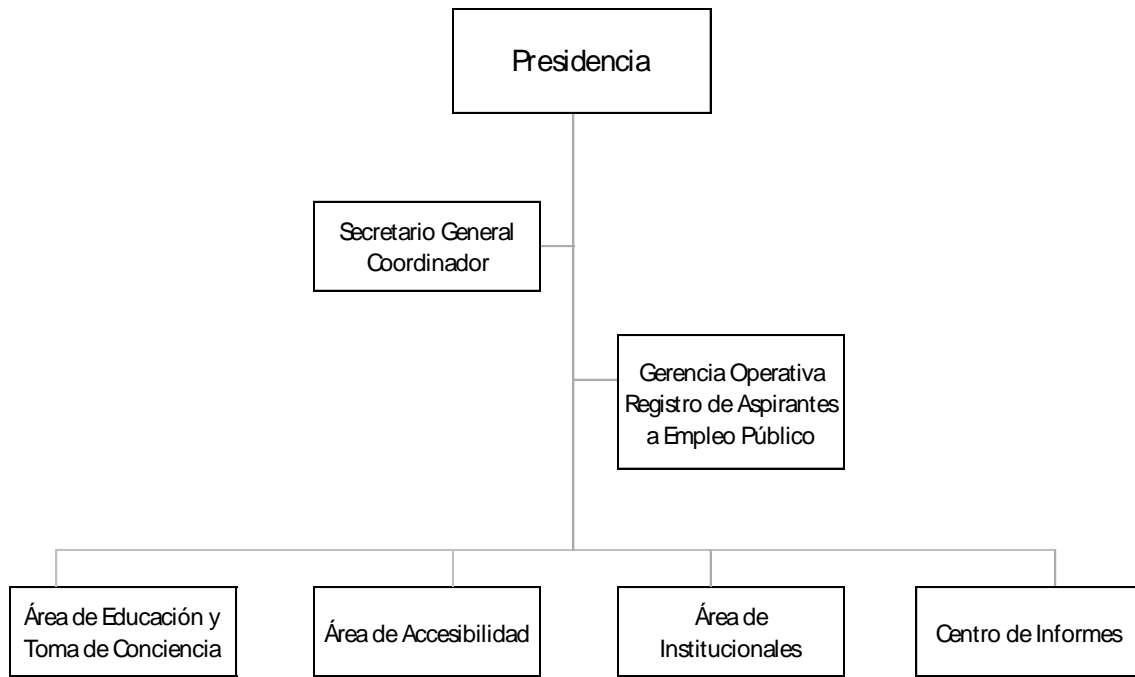 Presidencia
Secretario General
Coordinador
Gerencia Operativa
Registro de Aspirantes
a Empleo Público
Área de Educación y
Toma de Conciencia
Área de Accesibilidad
Área de
Institucionales
Centro de Informes